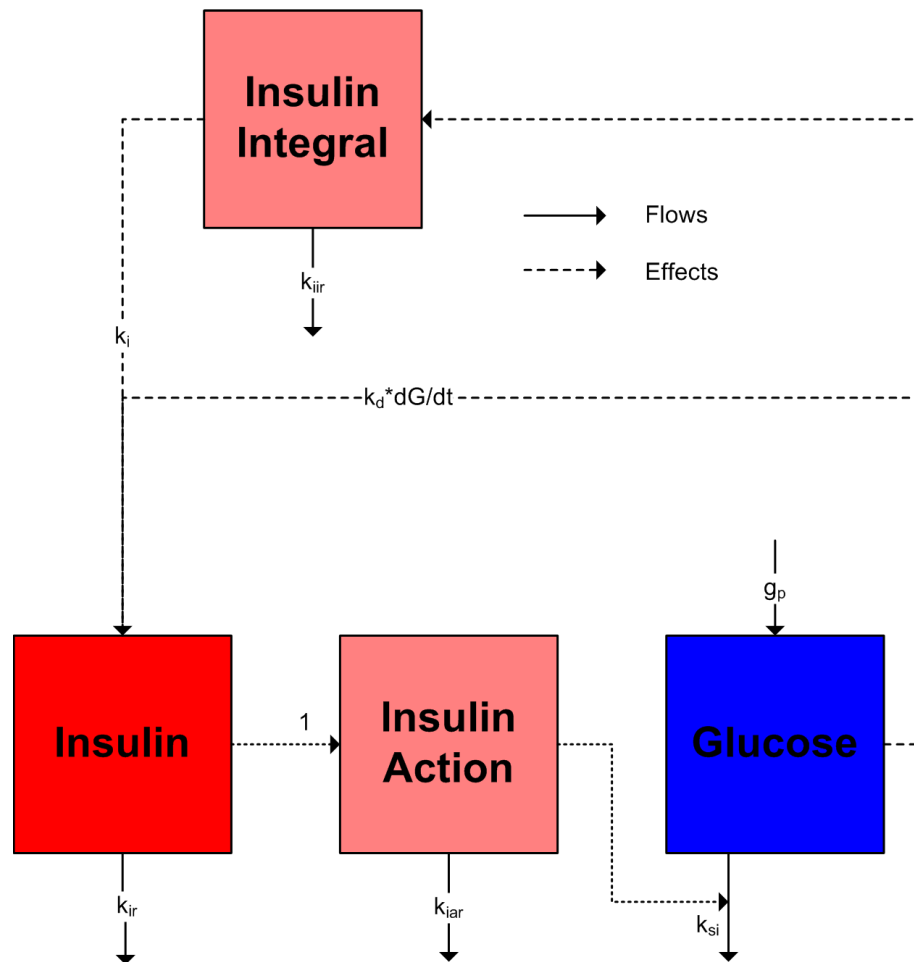 Insulin
Integral
Flows
Effects
kiir
ki
kd*dG/dt
gp
Insulin
1
Insulin
Action
Glucose
kir
kiar
ksi